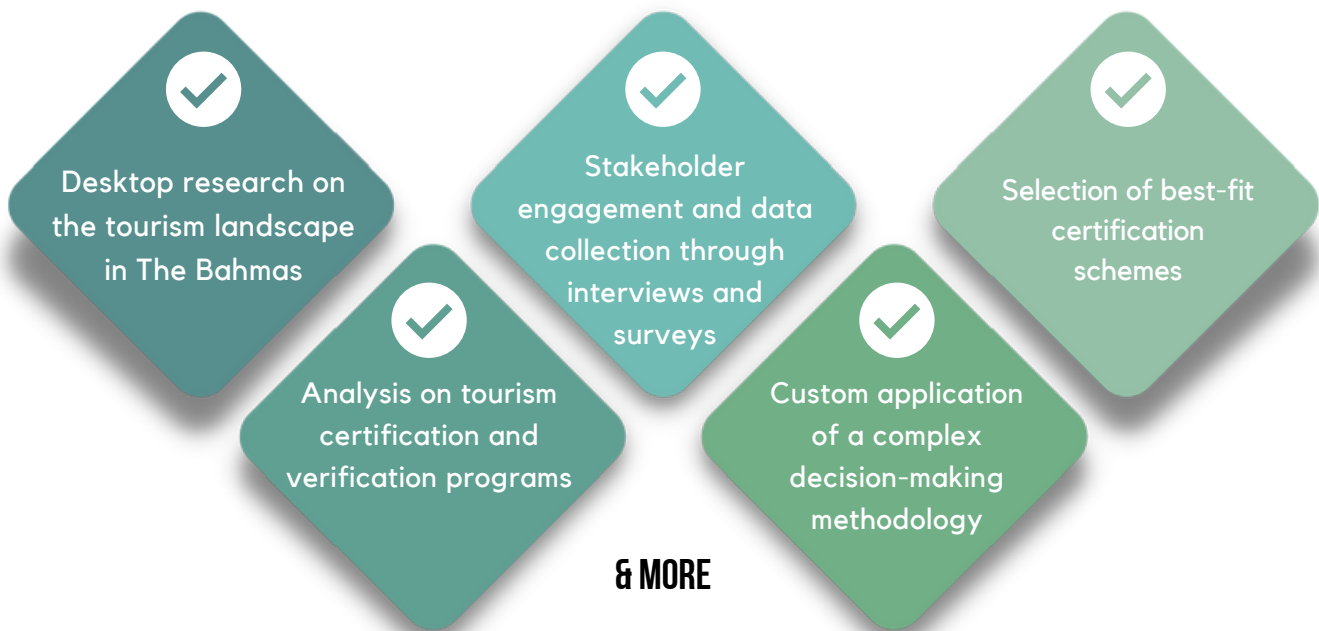 Desktop research on
the tourism landscape
in The Bahmas
Analysis on tourism
certification and
verification programs
Stakeholder
engagement and data
collection through
interviews and
surveys
Custom application
of a complex
decision-making
methodology
Selection of best-fit
certification
schemes
& MORE